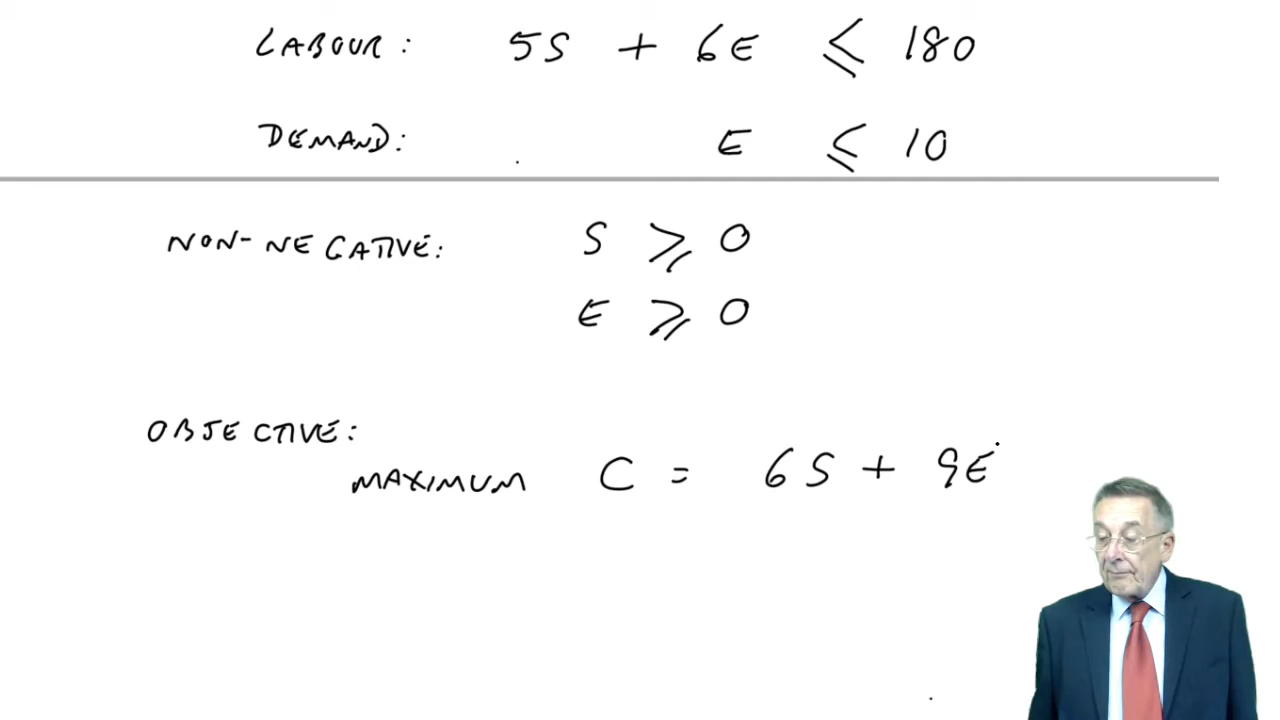 LABOUR: 5S + 6E ≤ 180
DEMAND: E ≤ 10
NON-NEGATIVE: S ≥ 0
E ≥ 0
OBJECTIVE:
MAXIMUM C = 6S + 9E